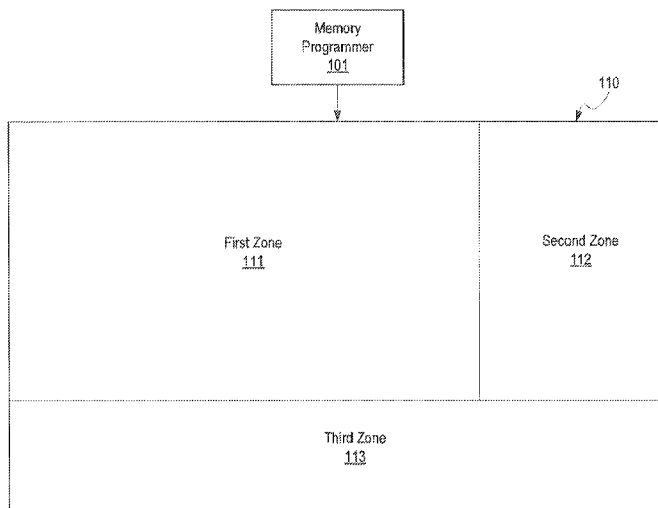 Memory
Programmer
101
110
First Zone
111
Second Zone
112
Third Zone
113